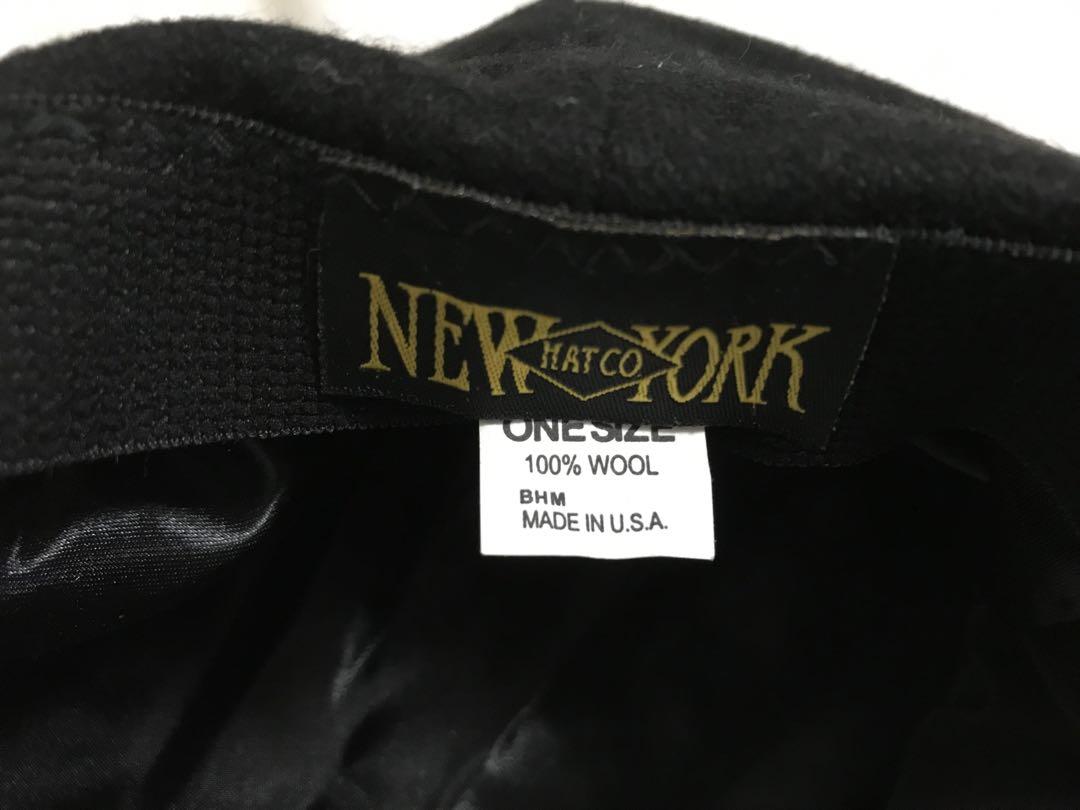 NEW HAT CO YORK
ONE SIZE
100% WOOL
BHM
MADE IN U.S.A.